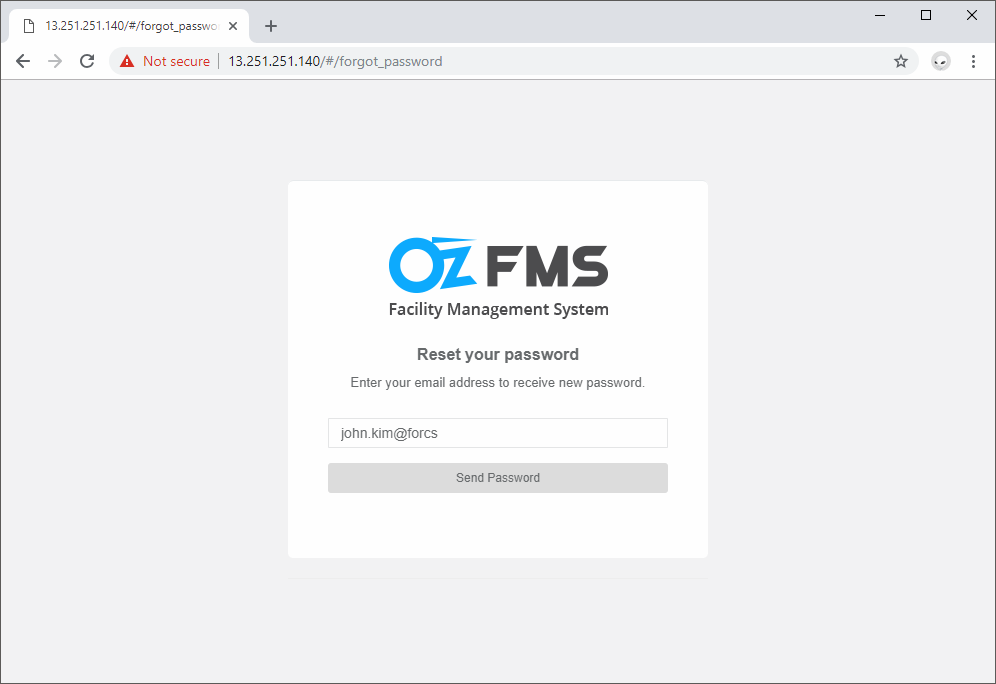 13.251.251.140/#/forgot_passwo
Not secure
13.251.251.140/#/forgot_password
OZ FMS
Facility Management System
Reset your password
Enter your email address to receive new password.
john.kim@forcs
Send Password